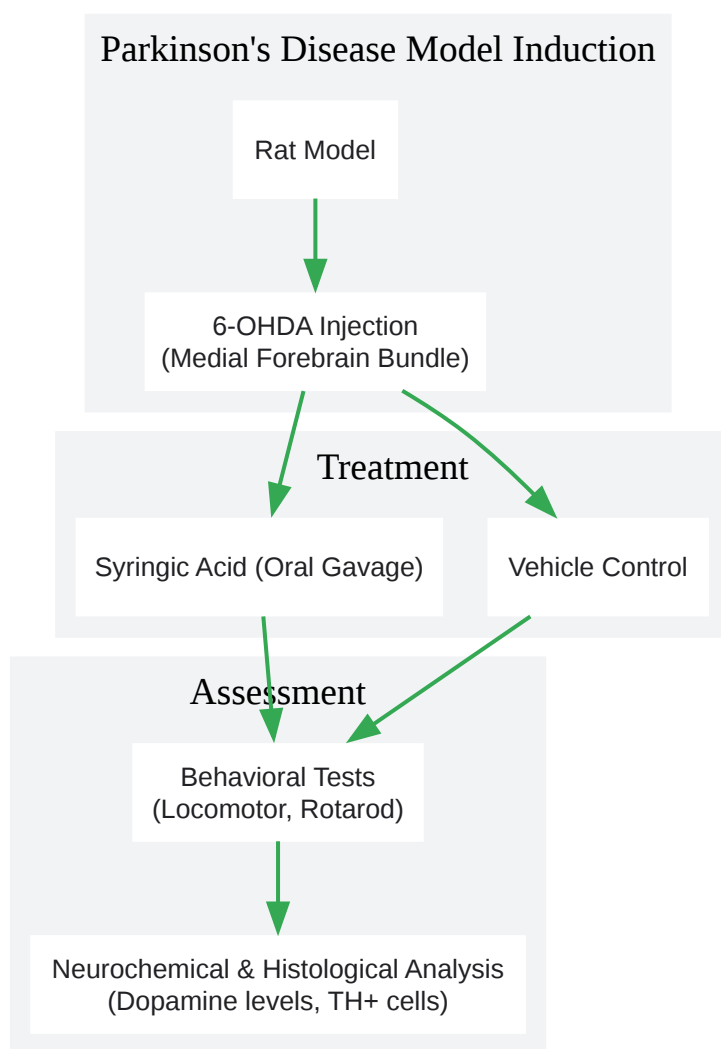 Parkinson's Disease Model Induction
Rat Model
6-OHDA Injection
(Medial Forebrain Bundle)
Treatment
Syringic Acid (Oral Gavage)
Vehicle Control
Assessment
Behavioral Tests
(Locomotor, Rotarod)
Neurochemical & Histological Analysis
(Dopamine levels, TH+ cells)